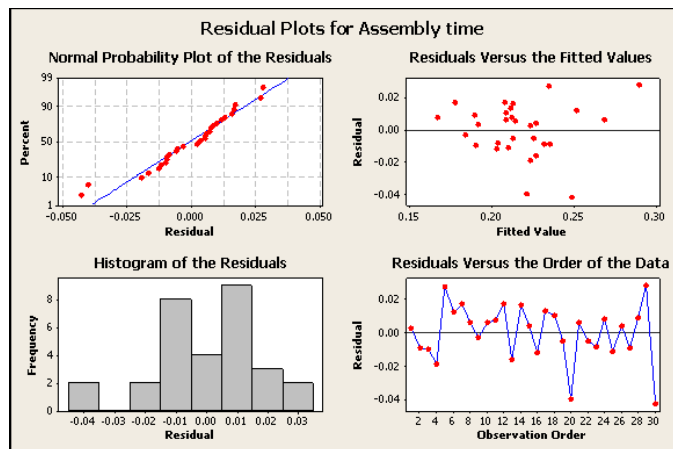 Residual Plots for Assembly time
Normal Probability Plot of the Residuals
99
90
50
10
1
Percent
-0.050
-0.025
0.000
0.025
0.050
Residual
Residuals Versus the Fitted Values
0.02
0.00
-0.02
-0.04
Residual
0.15
0.20
0.25
0.30
Fitted Value
Histogram of the Residuals
8
6
4
2
0
Frequency
-0.04 -0.03 -0.02 -0.01 0.00 0.01 0.02 0.03
Residual
Residuals Versus the Order of the Data
0.02
0.00
-0.02
-0.04
Residual
2 4 6 8 10 12 14 16 18 20 22 24 26 28 30
Observation Order